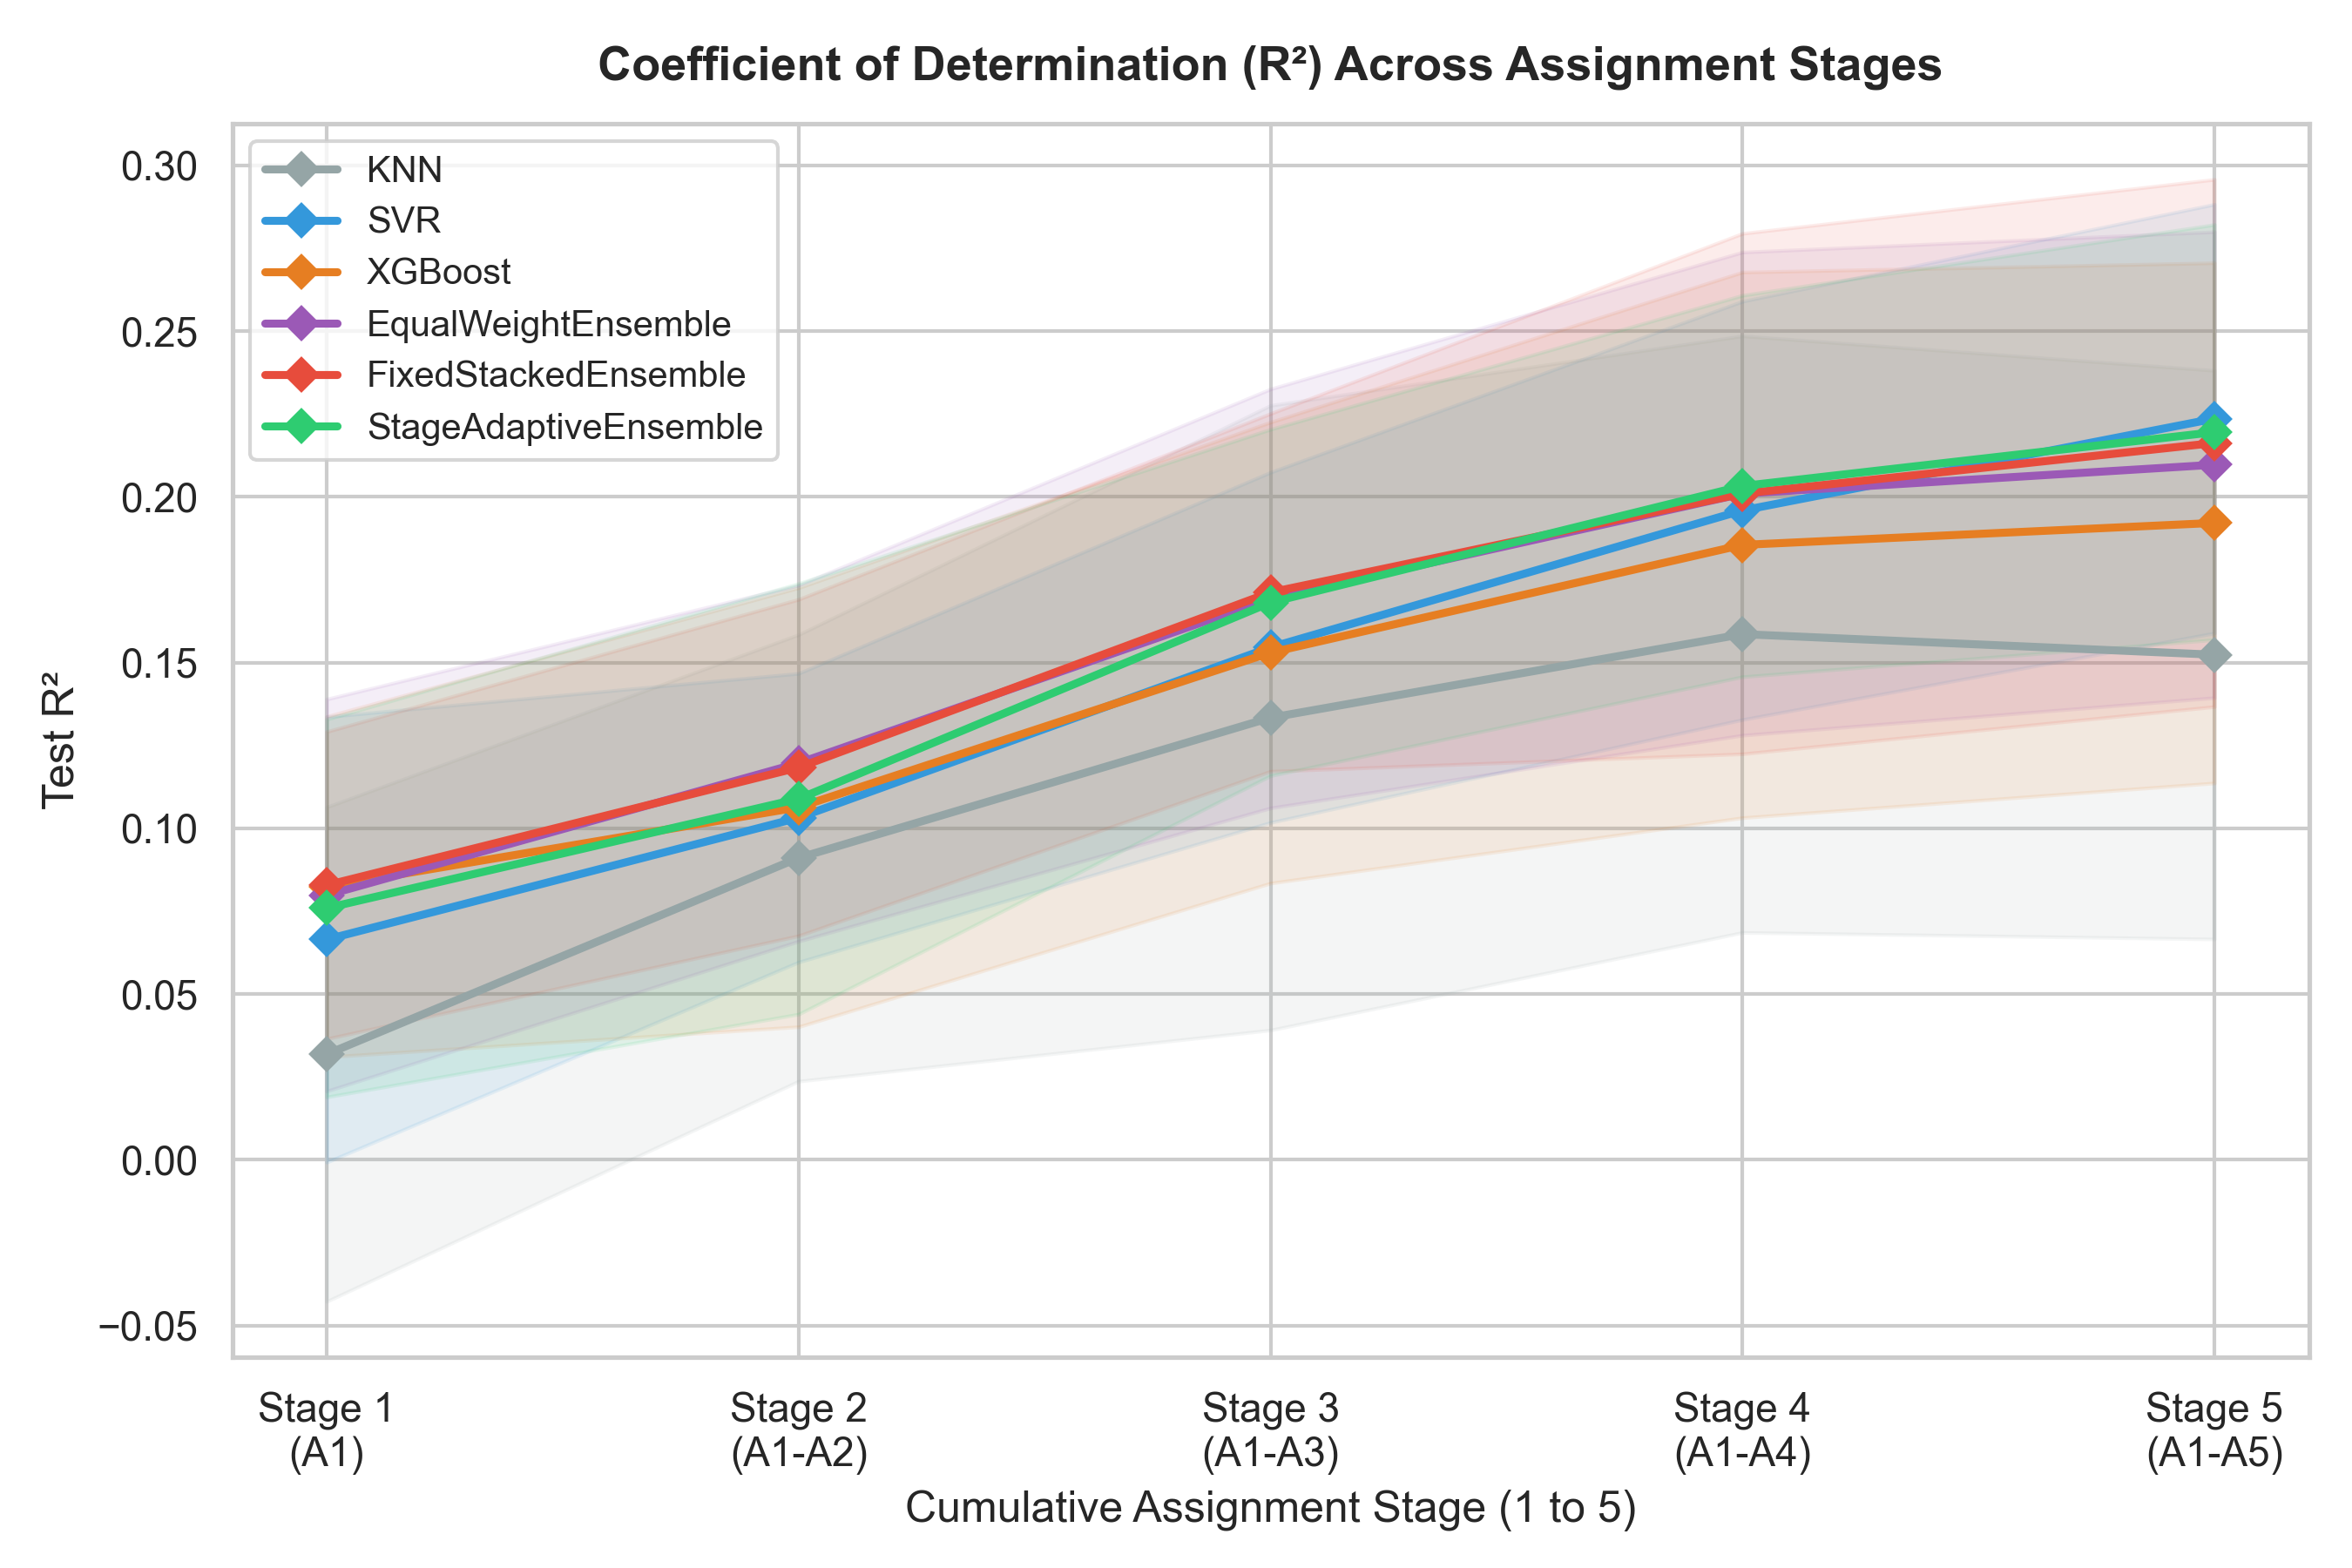 Coefficient of Determination (R²) Across Assignment Stages
0.30
0.25
0.20
0.15
0.10
0.05
0.00
−0.05
Test R²
KNN
SVR
XGBoost
EqualWeightEnsemble
FixedStackedEnsemble
StageAdaptiveEnsemble
Stage 1
(A1)
Stage 2
(A1-A2)
Stage 3
(A1-A3)
Stage 4
(A1-A4)
Stage 5
(A1-A5)
Cumulative Assignment Stage (1 to 5)